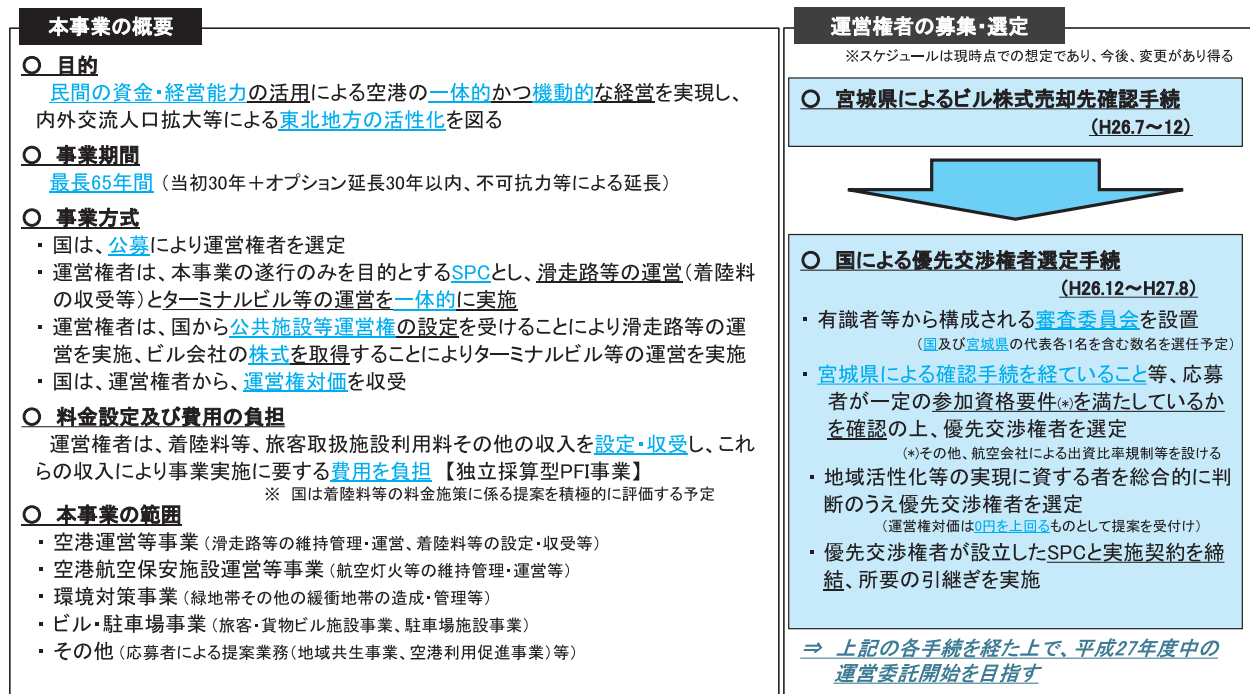 本事業の概要
○ 目的
民間の資金・経営能力の活用による空港の一体的かつ機動的な経営を実現し、
内外交流人口拡大等による東北地方の活性化を図る
○ 事業期間
最長65年間（当初30年＋オプション延長30年以内、不可抗力等による延長）
○ 事業方式
・国は、公募により運営権者を選定
・運営権者は、本事業の遂行のみを目的とするSPCとし、滑走路等の運営（着陸料
の収受等）とターミナルビル等の運営を一体的に実施
・運営権者は、国から公共施設等運営権の設定を受けることにより滑走路等の運
営を実施、ビル会社の株式を取得することによりターミナルビル等の運営を実施
・国は、運営権者から、運営権対価を収受
○ 料金設定及び費用の負担
運営権者は、着陸料等、旅客取扱施設利用料その他の収入を設定・収受し、これ
らの収入により事業実施に要する費用を負担 【独立採算型PFI事業】
※ 国は着陸料等の料金施策に係る提案を積極的に評価する予定
○ 本事業の範囲
・空港運営等事業（滑走路等の維持管理・運営、着陸料等の設定・収受等）
・空港航空保安施設運営等事業（航空灯火等の維持管理・運営等）
・環境対策事業（緑地帯その他の緩衝地帯の造成・管理等）
・ビル・駐車場事業（旅客・貨物ビル施設事業、駐車場施設事業）
・その他（応募者による提案業務（地域共生事業、空港利用促進事業）等）
運営権者の募集・選定
※スケジュールは現時点での想定であり、今後、変更があり得る
○ 宮城県によるビル株式売却先確認手続
（H26.7～12）
○ 国による優先交渉権者選定手続
（H26.12～H27.8）
・有識者等から構成される審査委員会を設置
（国及び宮城県の代表各1名を含む数名を選任予定）
・宮城県による確認手続を経ていること等、応募
者が一定の参加資格要件(*)を満たしているか
を確認の上、優先交渉権者を選定
(*)その他、航空会社による出資比率規制等を設ける
・地域活性化等の実現に資する者を総合的に判
断のうえ優先交渉権者を選定
（運営権対価は0円を上回るものとして提案を受付け）
・優先交渉権者が設立したSPCと実施契約を締
結、所要の引継ぎを実施
⇒ 上記の各手続を経た上で、平成27年度中の
運営委託開始を目指す